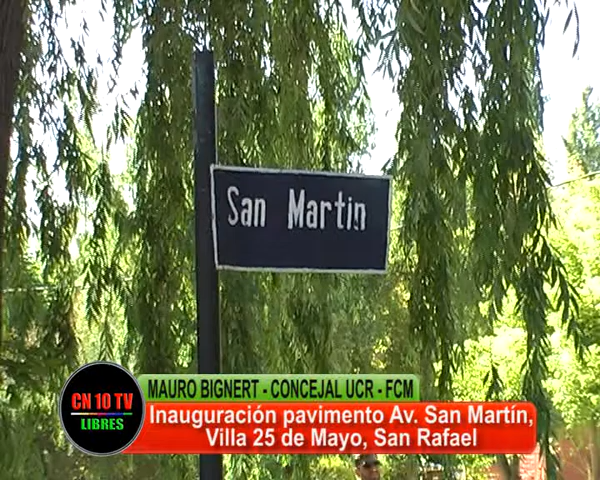 San Martin
CN 10 TV
LIBRES
MAURO BIGNERT - CONCEJAL UCR - FCM
Inauguración pavimento Av. San Martín,
Villa 25 de Mayo, San Rafael